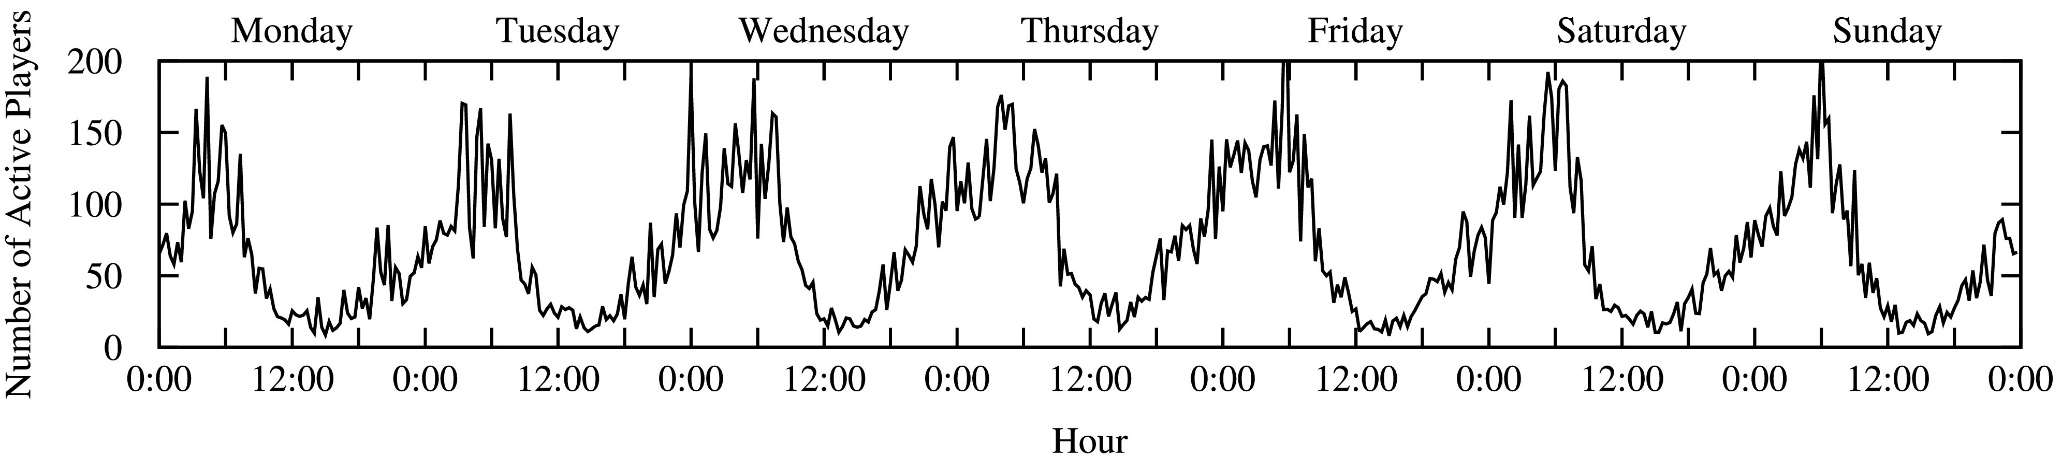 Monday Tuesday Wednesday Thursday Friday Saturday Sunday
Number of Active Players
200
150
100
50
0
0:00 12:00 0:00 12:00 0:00 12:00 0:00 12:00 0:00 12:00 0:00 12:00 0:00 12:00 0:00
Hour